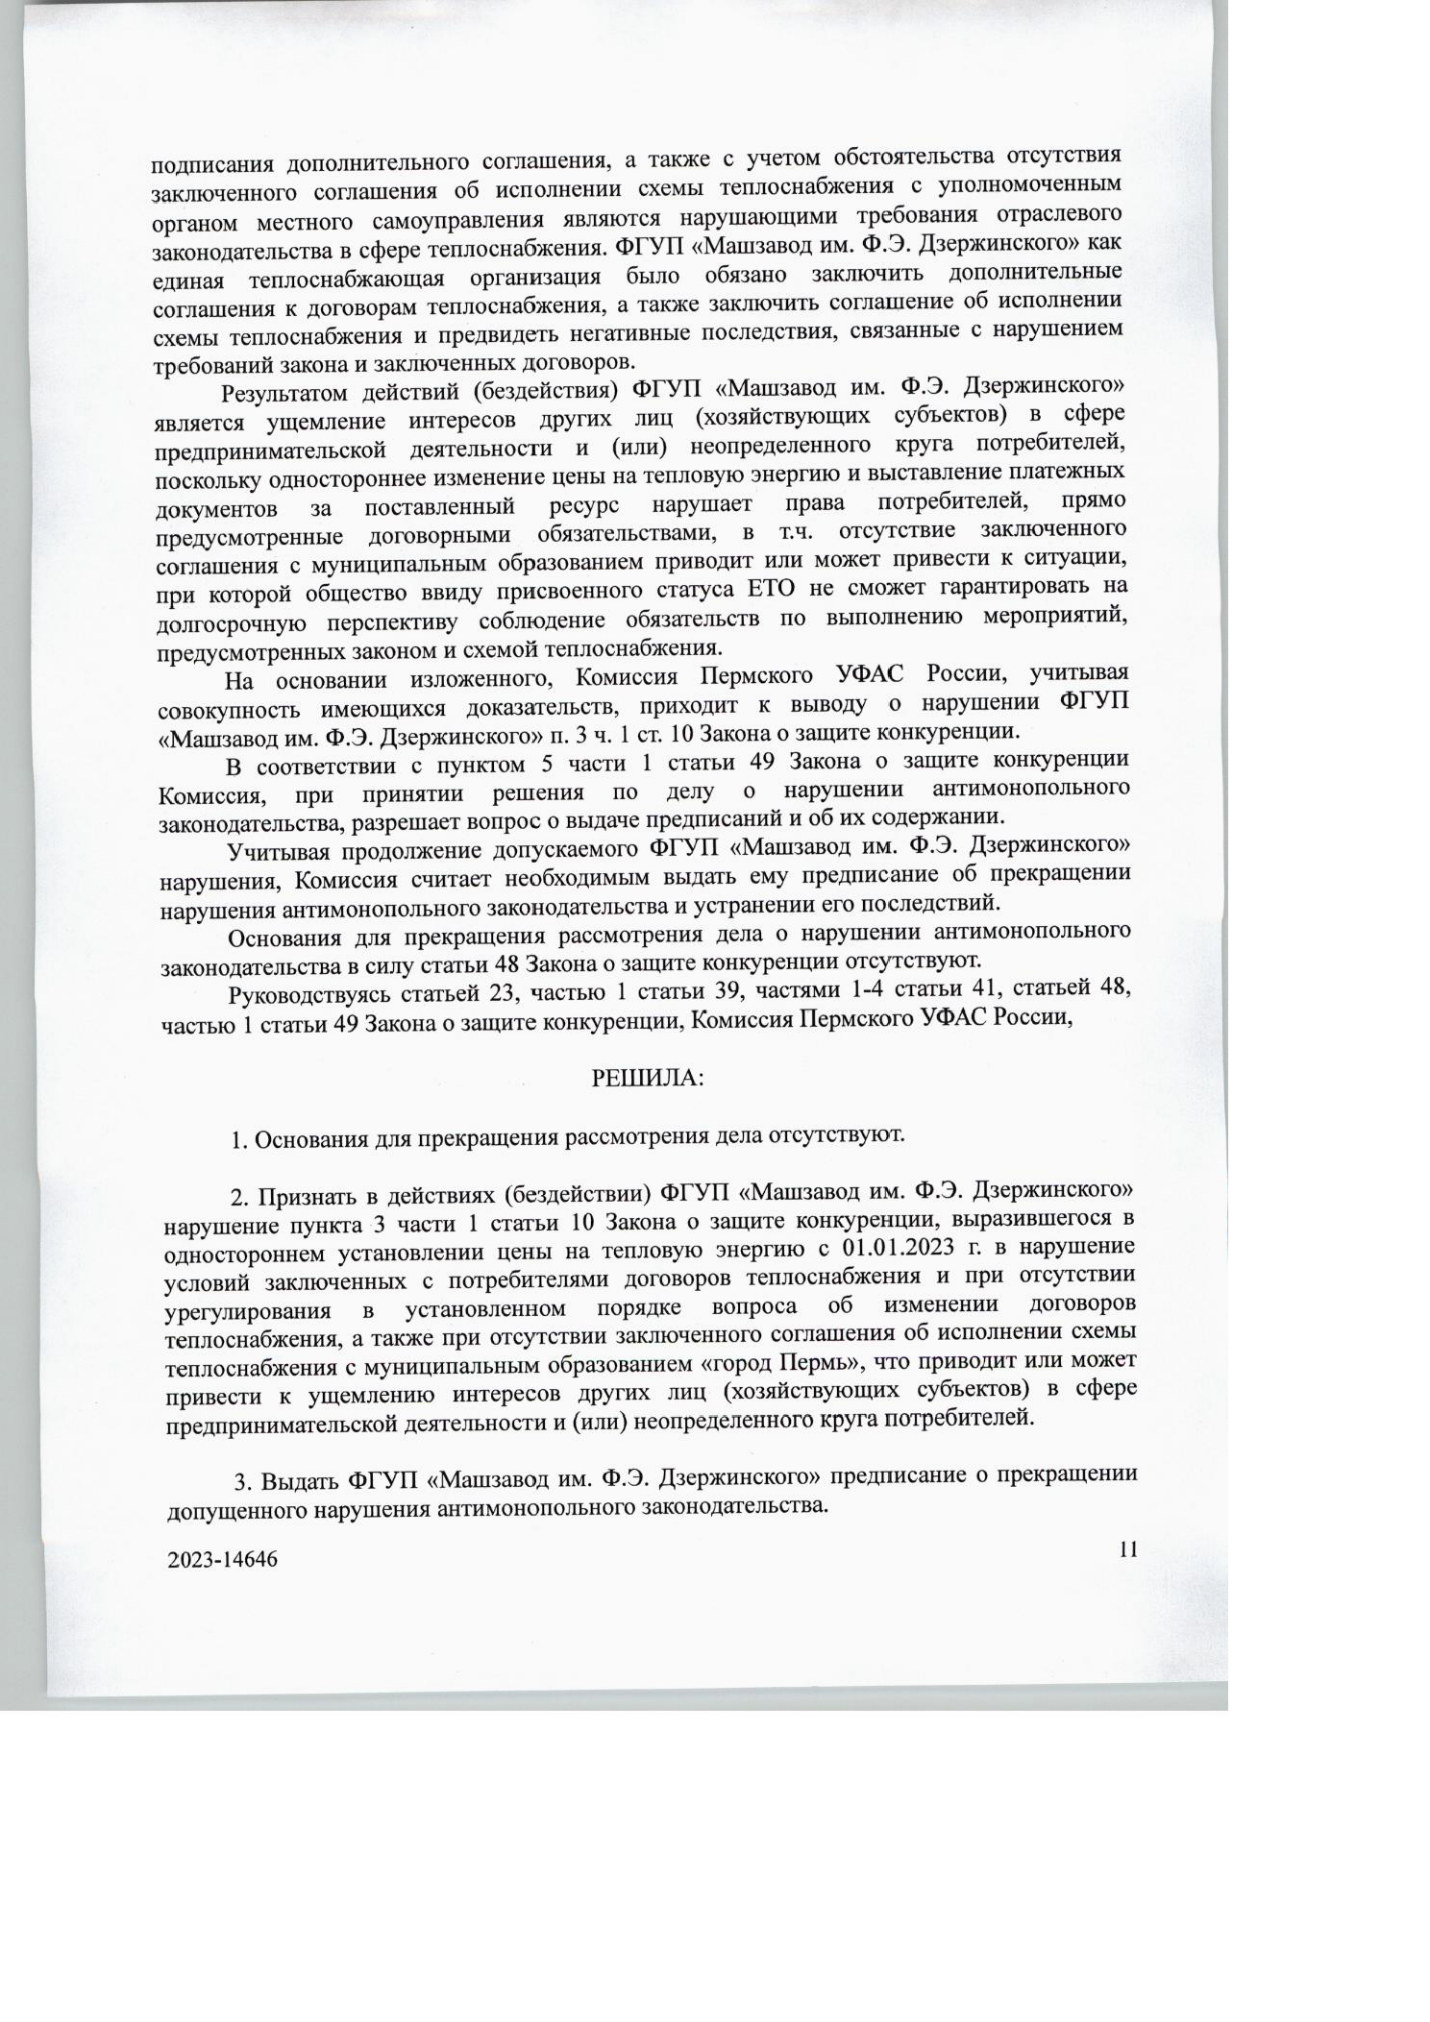 подписания дополнительного соглашения, а также с учетом обстоятельства отсутствия
заключенного соглашения об исполнении схемы теплоснабжения с уполномоченным
органом местного самоуправления являются нарушающими требования отраслевого
законодательства в сфере теплоснабжения. ФГУП «Машзавод им. Ф.Э. Дзержинского» как
единая теплоснабжающая организация было обязано заключить дополнительные
соглашения к договорам теплоснабжения, а также заключить соглашение об исполнении
схемы теплоснабжения и предвидеть негативные последствия, связанные с нарушением
требований закона и заключенных договоров.
Результатом действий (бездействия) ФГУП «Машзавод им. Ф.Э. Дзержинского»
является ущемление интересов других лиц (хозяйствующих субъектов) в сфере
предпринимательской деятельности и (или) неопределенного круга потребителей,
поскольку одностороннее изменение цены на тепловую энергию и выставление платежных
документов за поставленный ресурс нарушает права потребителей, прямо
предусмотренные договорными обязательствами, в т.ч. отсутствие заключенного
соглашения с муниципальным образованием приводит или может привести к ситуации,
при которой общество ввиду присвоенного статуса ЕТО не сможет гарантировать на
долгосрочную перспективу соблюдение обязательств по выполнению мероприятий,
предусмотренных законом и схемой теплоснабжения.
На основании изложенного, Комиссия Пермского УФАС России, учитывая
совокупность имеющихся доказательств, приходит к выводу о нарушении ФГУП
«Машзавод им. Ф.Э. Дзержинского» п. 3 ч. 1 ст. 10 Закона о защите конкуренции.
В соответствии с пунктом 5 части 1 статьи 49 Закона о защите конкуренции
Комиссия, при принятии решения по делу о нарушении антимонопольного
законодательства, разрешает вопрос о выдаче предписаний и об их содержании.
Учитывая продолжение допускаемого ФГУП «Машзавод им. Ф.Э. Дзержинского»
нарушения, Комиссия считает необходимым выдать ему предписание об прекращении
нарушения антимонопольного законодательства и устранении его последствий.
Основания для прекращения рассмотрения дела о нарушении антимонопольного
законодательства в силу статьи 48 Закона о защите конкуренции отсутствуют.
Руководствуясь статьей 23, частью 1 статьи 39, частями 1-4 статьи 41, статьей 48,
частью 1 статьи 49 Закона о защите конкуренции, Комиссия Пермского УФАС России,
РЕШИЛА:
1. Основания для прекращения рассмотрения дела отсутствуют.
2. Признать в действиях (бездействии) ФГУП «Машзавод им. Ф.Э. Дзержинского»
нарушение пункта 3 части 1 статьи 10 Закона о защите конкуренции, выразившегося в
одностороннем установлении цены на тепловую энергию с 01.01.2023 г. в нарушение
условий заключенных с потребителями договоров теплоснабжения и при отсутствии
урегулирования в установленном порядке вопроса об изменении договоров
теплоснабжения, а также при отсутствии заключенного соглашения об исполнении схемы
теплоснабжения с муниципальным образованием «город Пермь», что приводит или может
привести к ущемлению интересов других лиц (хозяйствующих субъектов) в сфере
предпринимательской деятельности и (или) неопределенного круга потребителей.
3. Выдать ФГУП «Машзавод им. Ф.Э. Дзержинского» предписание о прекращении
допущенного нарушения антимонопольного законодательства.
2023-14646
11